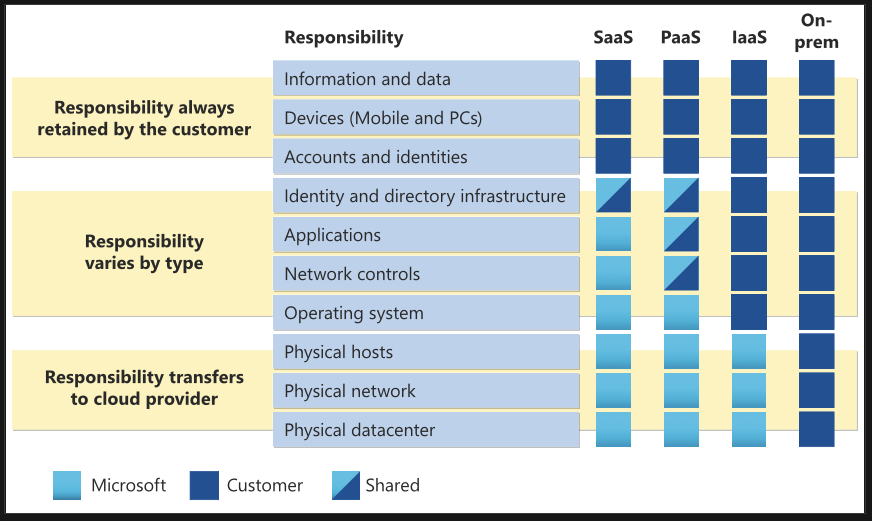 Responsibility SaaS PaaS IaaS On-
prem
Responsibility always
retained by the customer
Information and data
Devices (Mobile and PCs)
Accounts and identities
Responsibility
varies by type
Identity and directory infrastructure
Applications
Network controls
Operating system
Responsibility transfers
to cloud provider
Physical hosts
Physical network
Physical datacenter
Microsoft Customer Shared